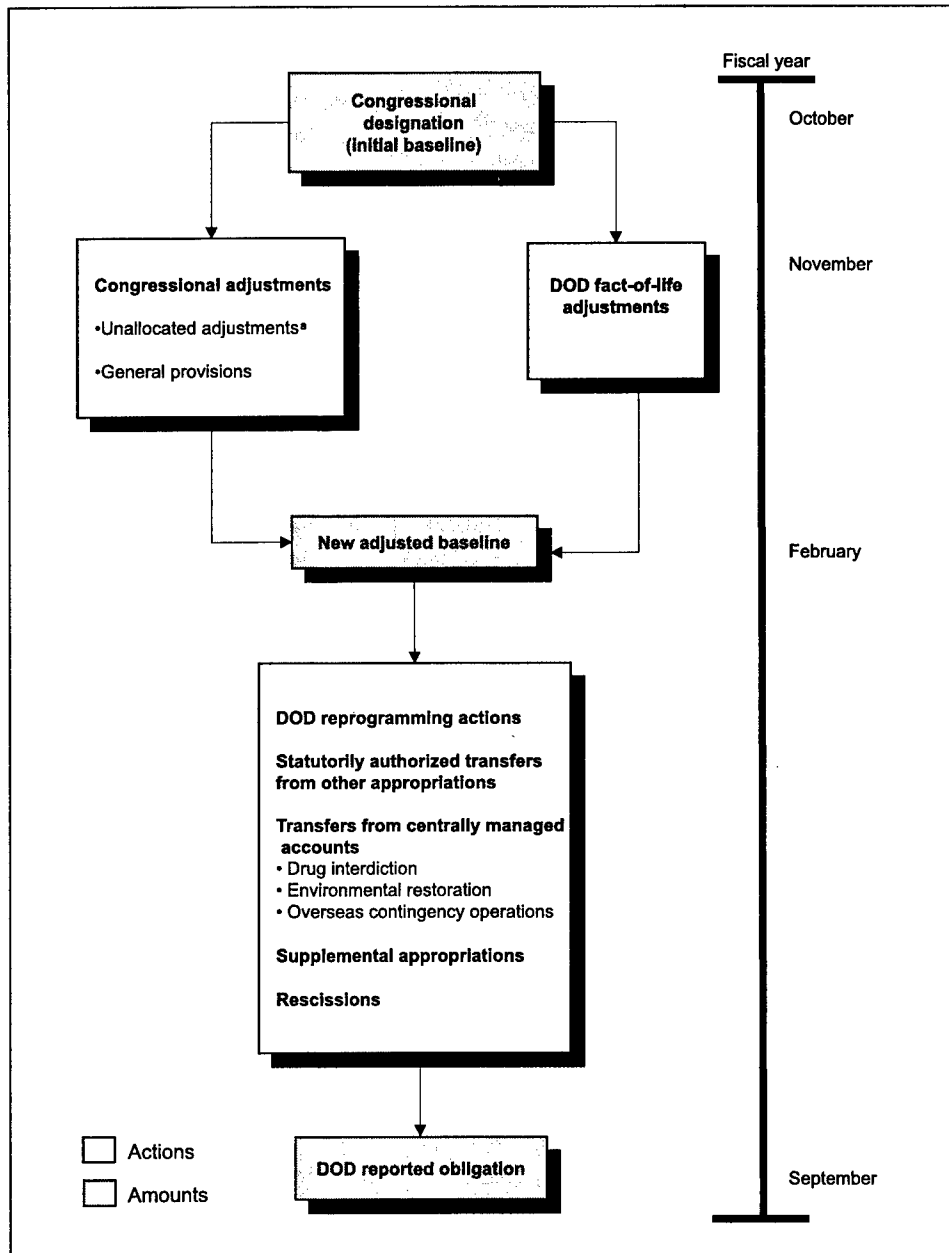 Fiscal year
Congressional
designation
(initial baseline)
October
Congressional adjustments
•Unallocated adjustmentsª
•General provisions
DOD fact-of-life
adjustments
November
New adjusted baseline
February
DOD reprogramming actions
Statutorily authorized transfers
from other appropriations
Transfers from centrally managed
accounts
• Drug interdiction
• Environmental restoration
• Overseas contingency operations
Supplemental appropriations
Rescissions
Actions
Amounts
DOD reported obligation
September